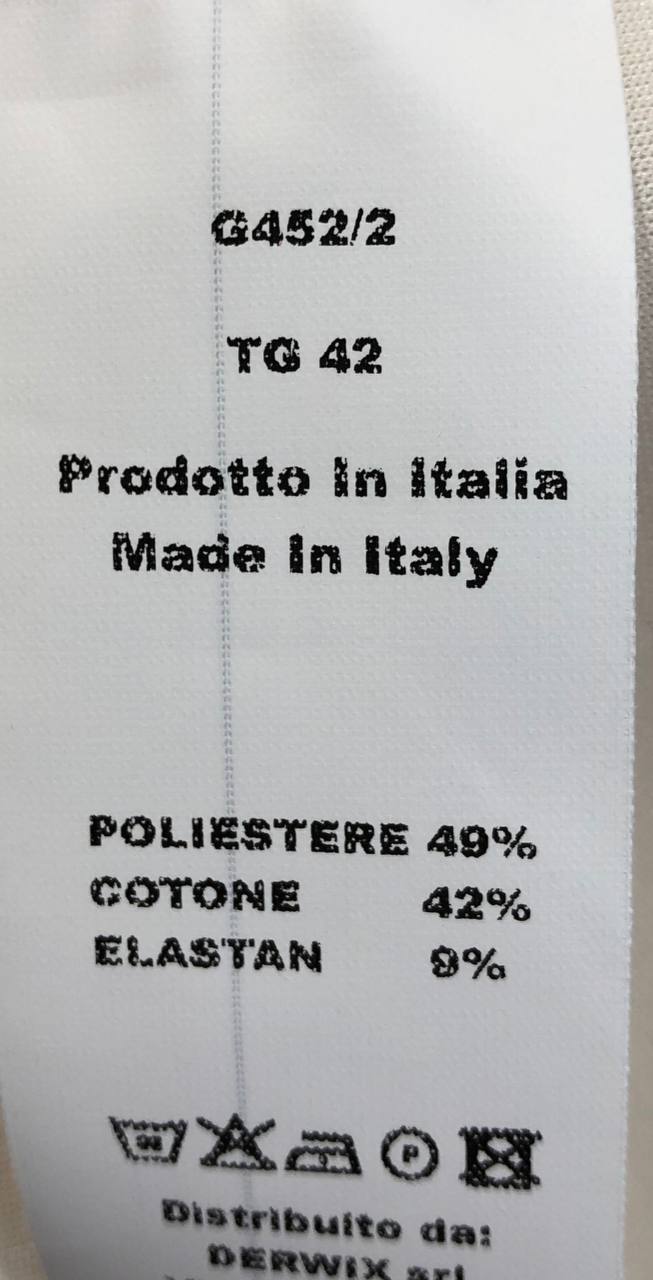 G452/2
TG 42
Prodotto in Italia
Made in Italy
POLIESTERE 49%
COTONE 42%
ELASTAN 9%
P
Distribuito da:
DERWIX srl